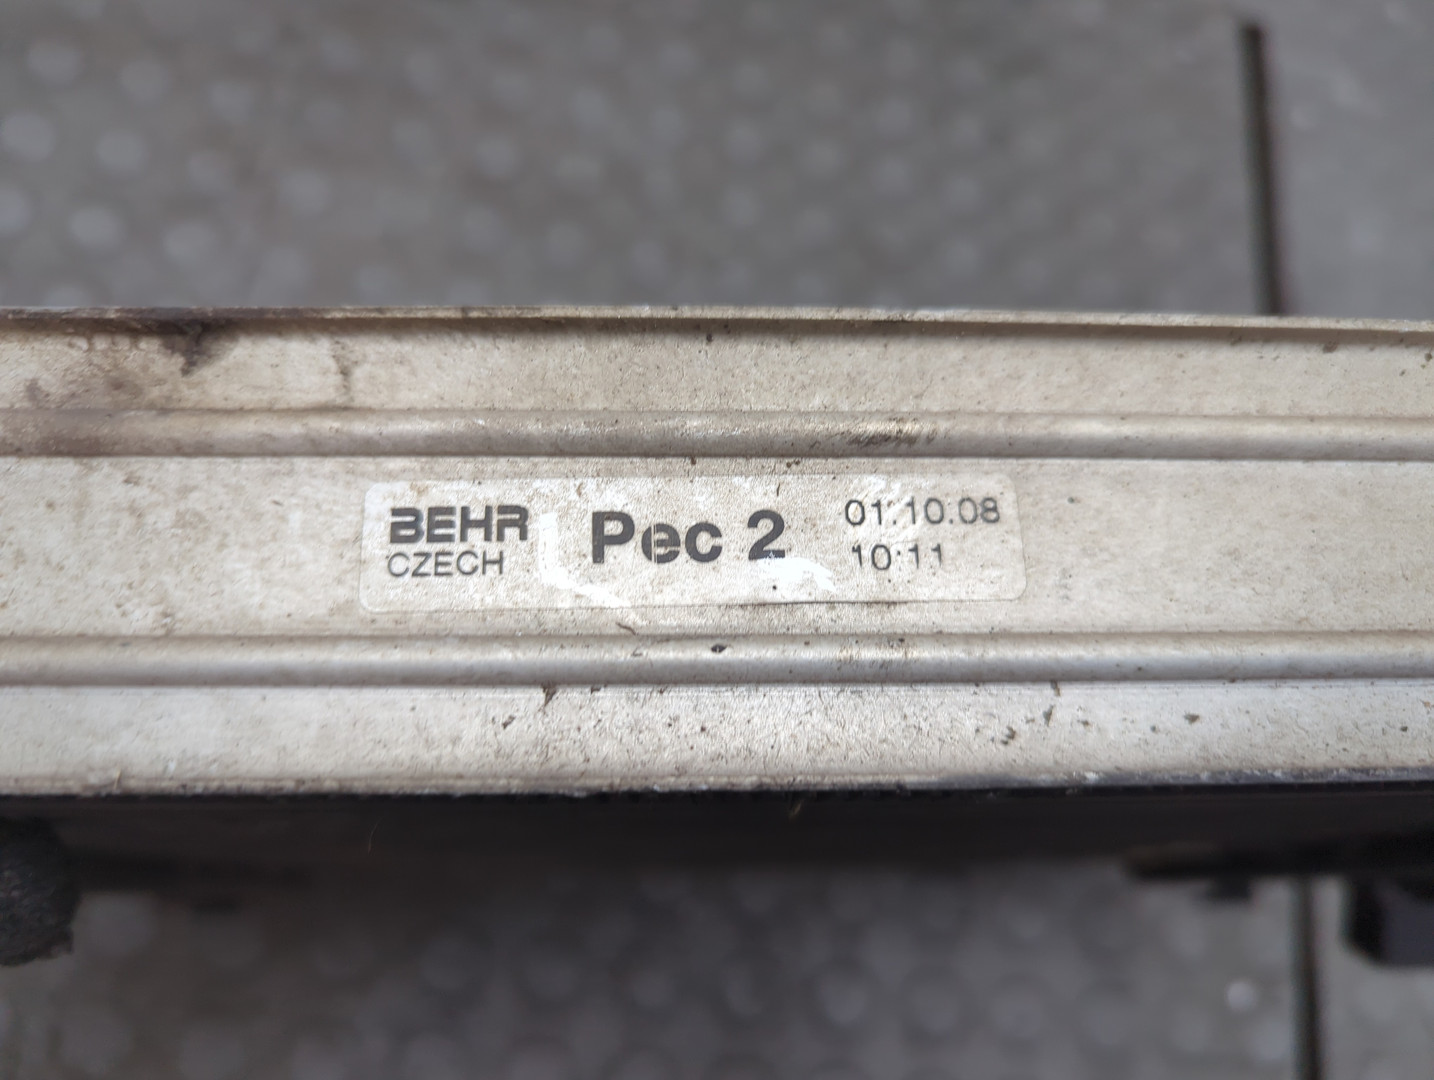 BEHR
CZECH
Pec 2
01.10.08
10:11